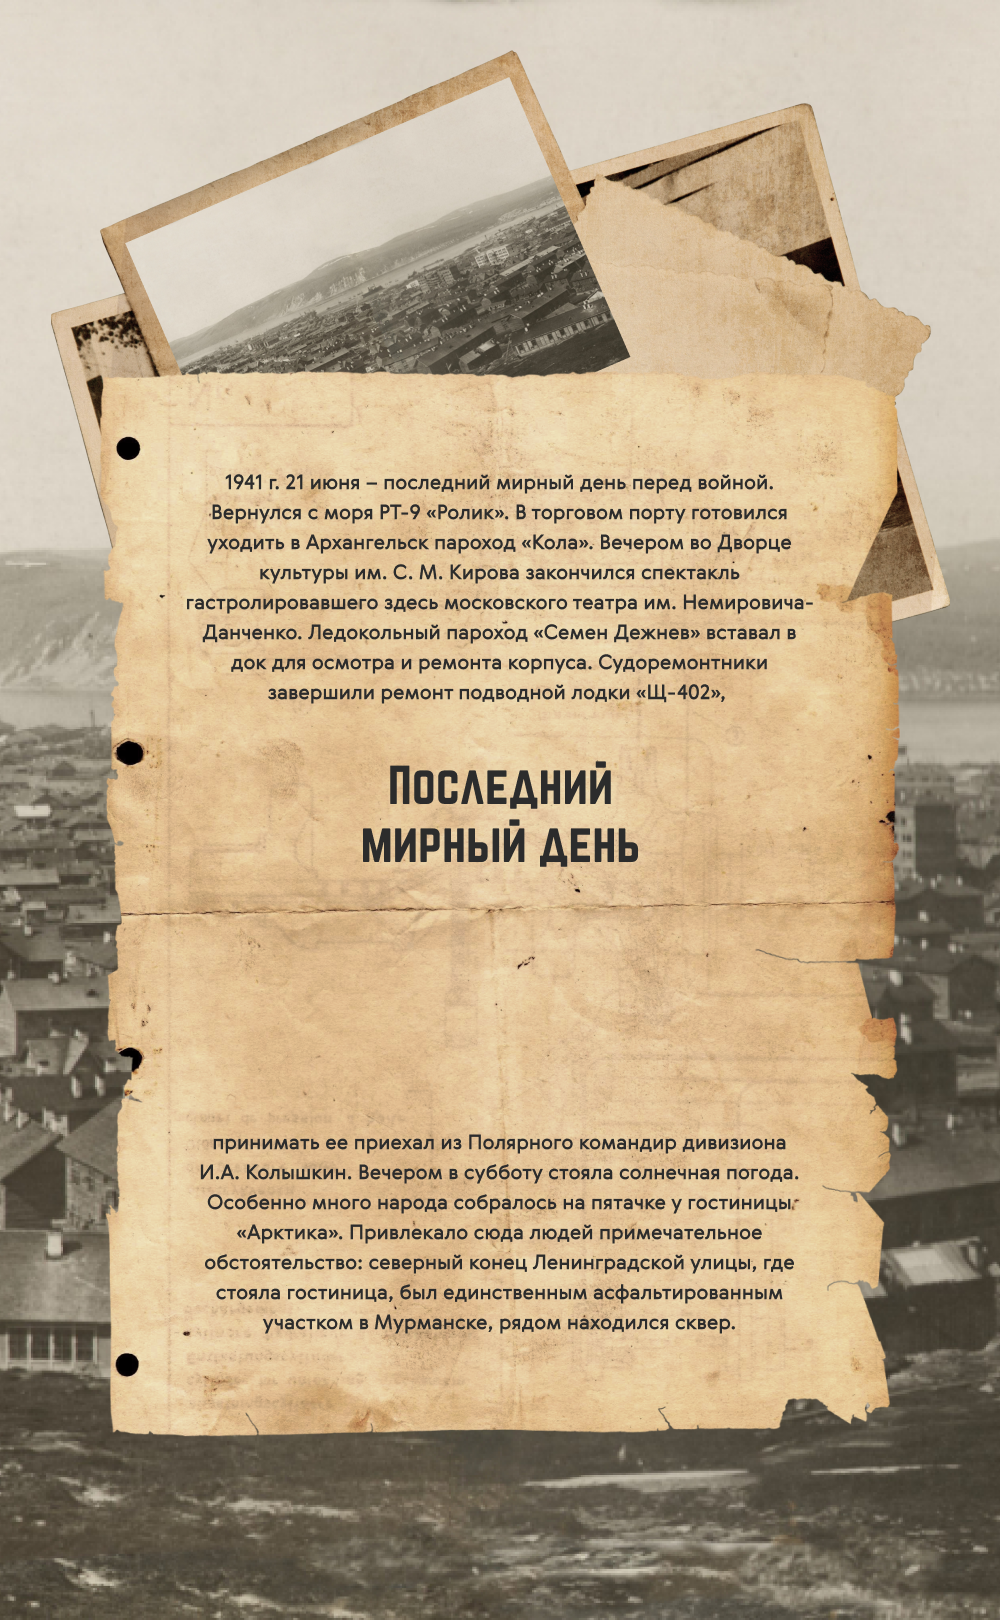 1941 г. 21 июня – последний мирный день перед войной.
Вернулся с моря РТ-9 «Ролик». В торговом порту готовился
уходить в Архангельск пароход «Кола». Вечером во Дворце
культуры им. С. М. Кирова закончился спектакль
гастролировавшего здесь московского театра им. Немировича-
Данченко. Ледокольный пароход «Семен Дежнев» вставал в
док для осмотра и ремонта корпуса. Судоремонтники
завершили ремонт подводной лодки «Щ-402»,
Последний
мирный день
принимать ее приехал из Полярного командир дивизиона
И.А. Колышкин. Вечером в субботу стояла солнечная погода.
Особенно много народа собралось на пятачке у гостиницы
«Арктика». Привлекало сюда людей примечательное
обстоятельство: северный конец Ленинградской улицы, где
стояла гостиница, был единственным асфальтированным
участком в Мурманске, рядом находился сквер.